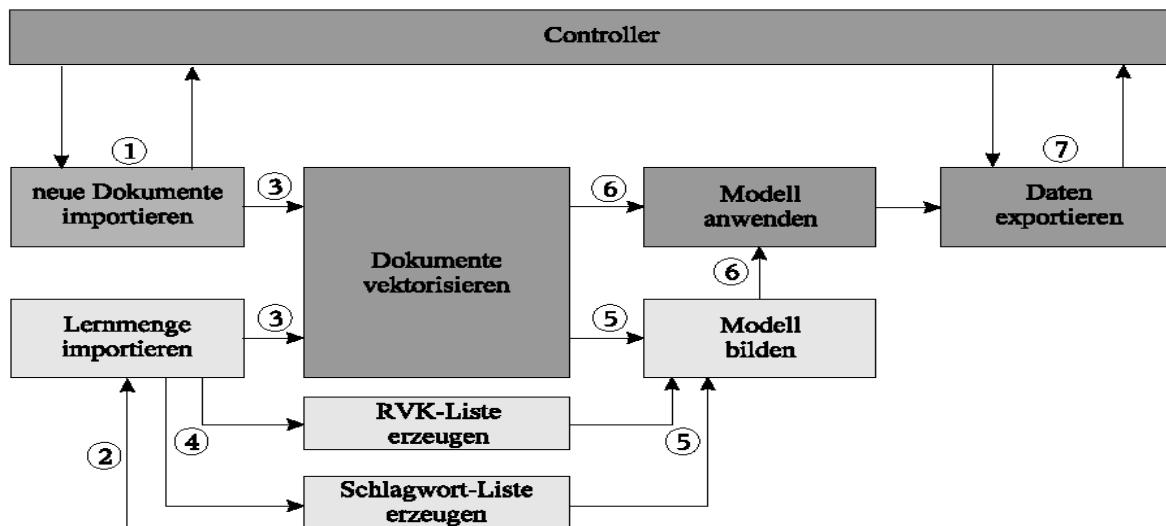 Controller
①
⑦
neue Dokumente
importieren
③
⑥
Modell
anwenden
Daten
exportieren
Dokumente
vektorisieren
⑥
Lernmenge
importieren
③
⑤
Modell
bilden
RVK-Liste
erzeugen
②
④
⑤
Schlagwort-Liste
erzeugen